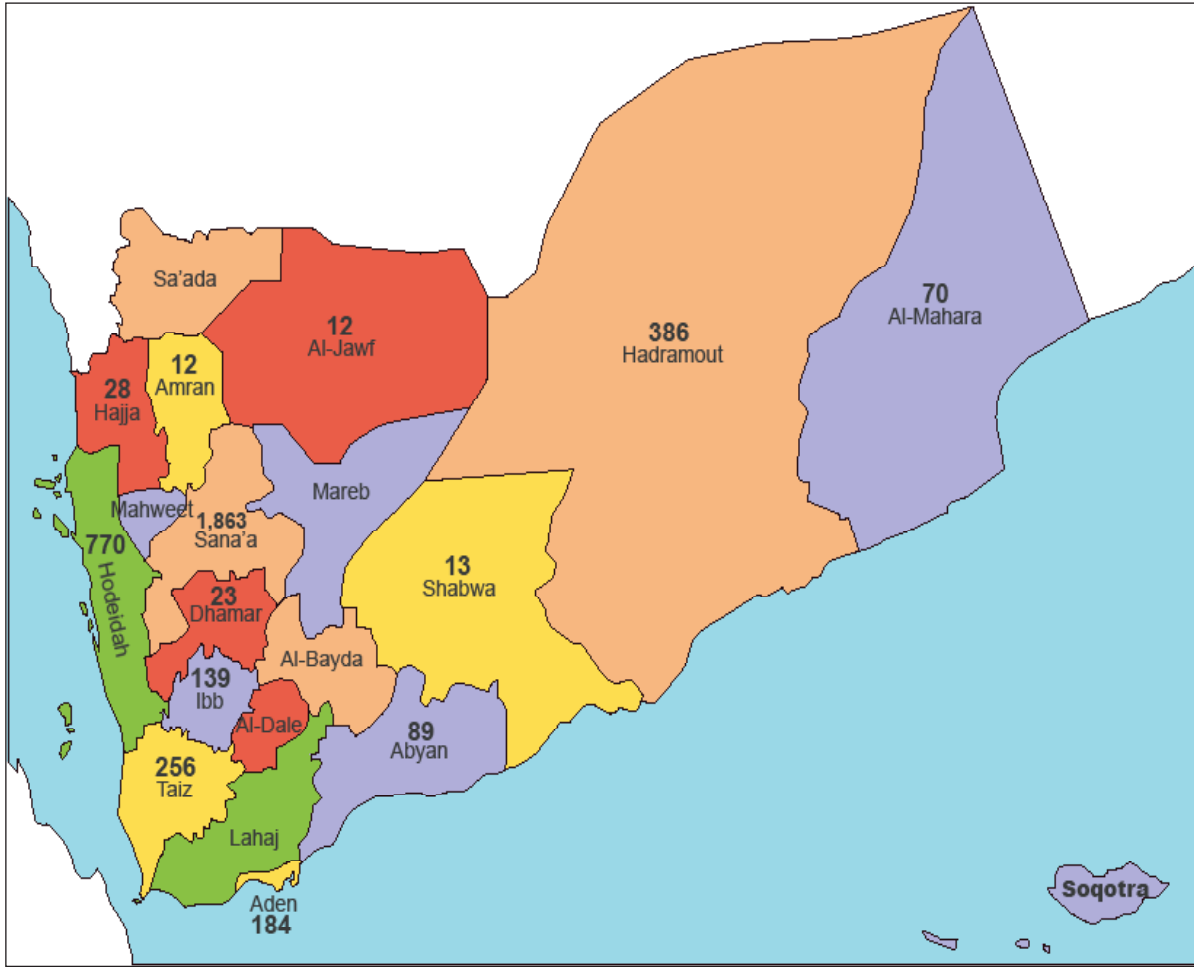 Sa'ada
12
Al-Jawf
70
Al-Mahara
386
Hadramout
12
Amran
28
Hajja
Mareb
Mahweet
1,863
Sana'a
770
Hodeidah
13
Shabwa
23
Dhamar
Al-Bayda
139
Ibb
Al-Dale
89
Abyan
256
Taiz
Lahaj
Aden
184
Soqotra